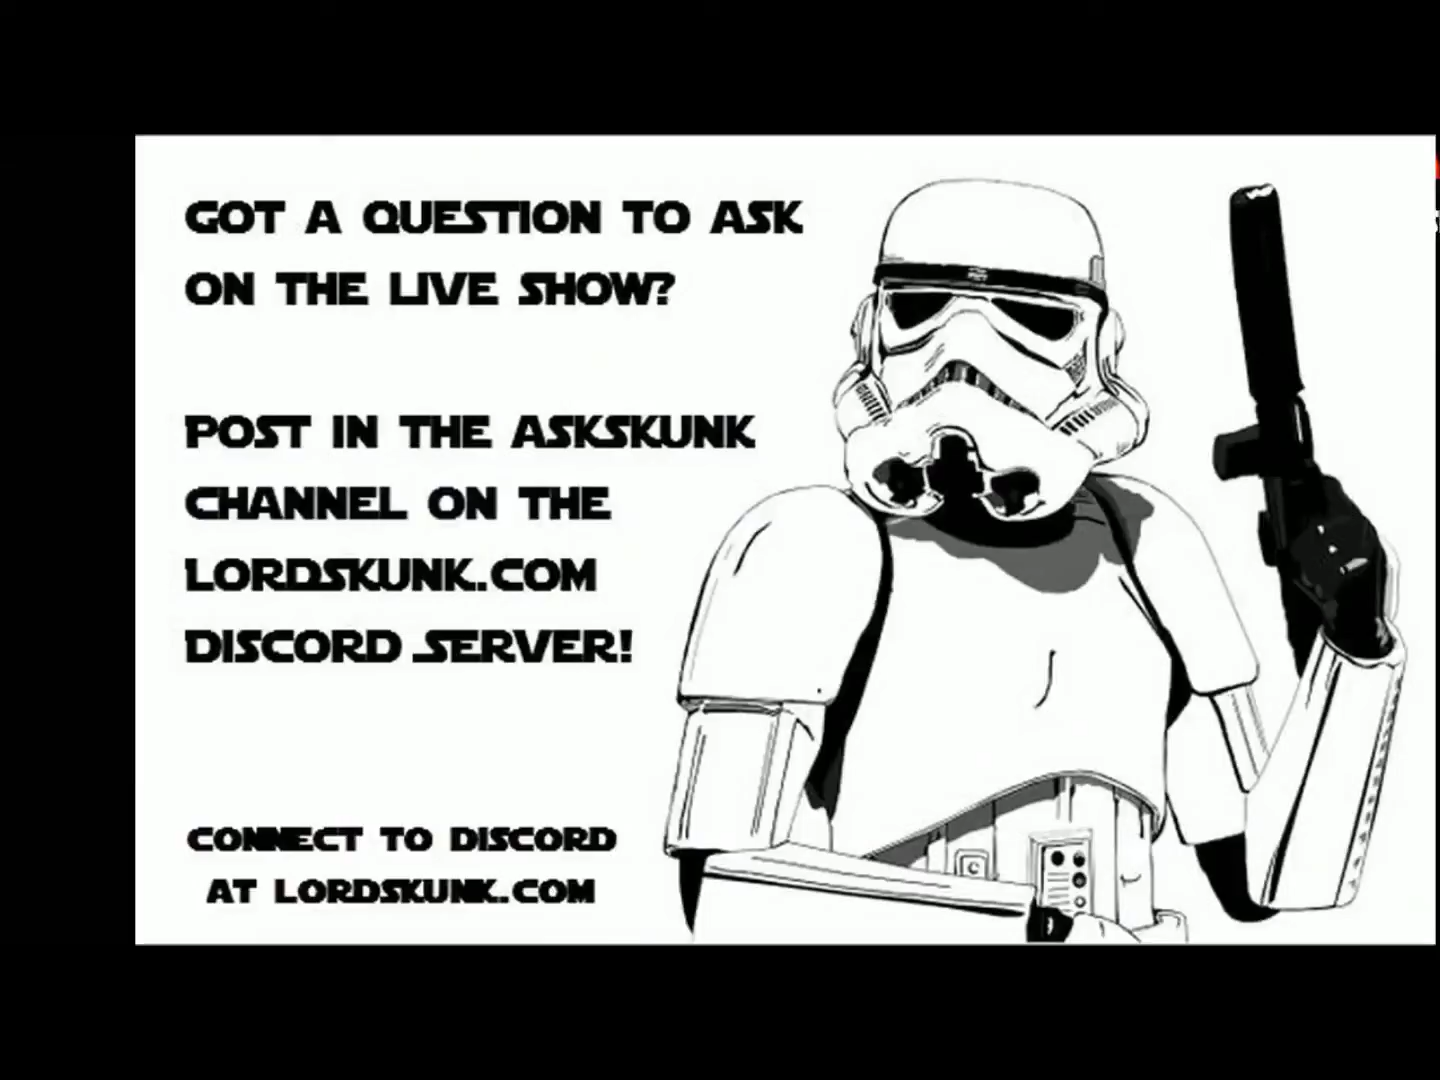 GOT A QUESTION TO ASK
ON THE LIVE SHOW?
POST IN THE ASKSKUNK
CHANNEL ON THE
LORDSKUNK.COM
DISCORD SERVER!
CONNECT TO DISCORD
AT LORDSKUNK.COM